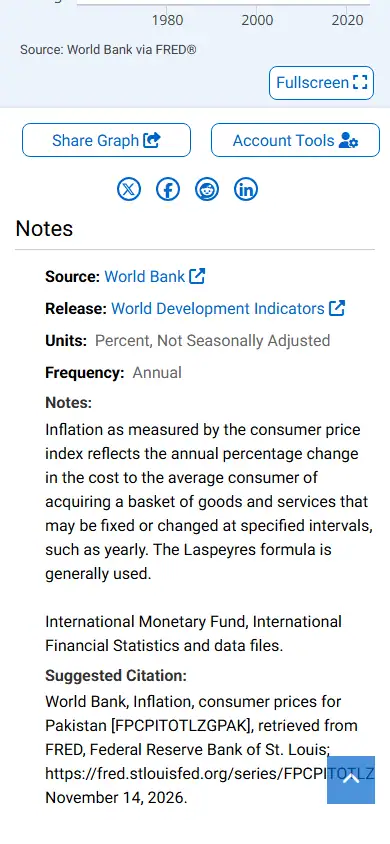 1980 2000 2020
Source: World Bank via FRED®
Fullscreen
Share Graph Account Tools
Notes
Source: World Bank
Release: World Development Indicators
Units: Percent, Not Seasonally Adjusted
Frequency: Annual
Notes:
Inflation as measured by the consumer price
index reflects the annual percentage change
in the cost to the average consumer of
acquiring a basket of goods and services that
may be fixed or changed at specified intervals,
such as yearly. The Laspeyres formula is
generally used.
International Monetary Fund, International
Financial Statistics and data files.
Suggested Citation:
World Bank, Inflation, consumer prices for
Pakistan [FPCPITOTLZGPAK], retrieved from
FRED, Federal Reserve Bank of St. Louis;
https://fred.stlouisfed.org/series/FPCPITOTLZ
November 14, 2026.